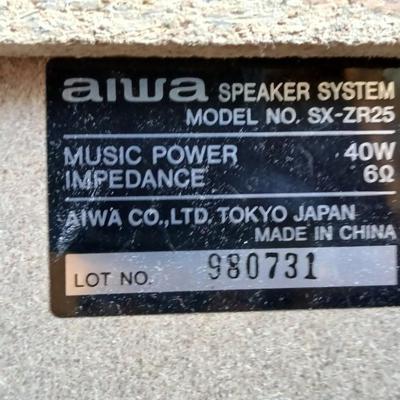 aiwa SPEAKER SYSTEM
MODEL NO. SX-ZR25
MUSIC POWER 40W
IMPEDANCE 6Ω
AIWA CO.,LTD. TOKYO JAPAN
MADE IN CHINA
LOT NO. 980731